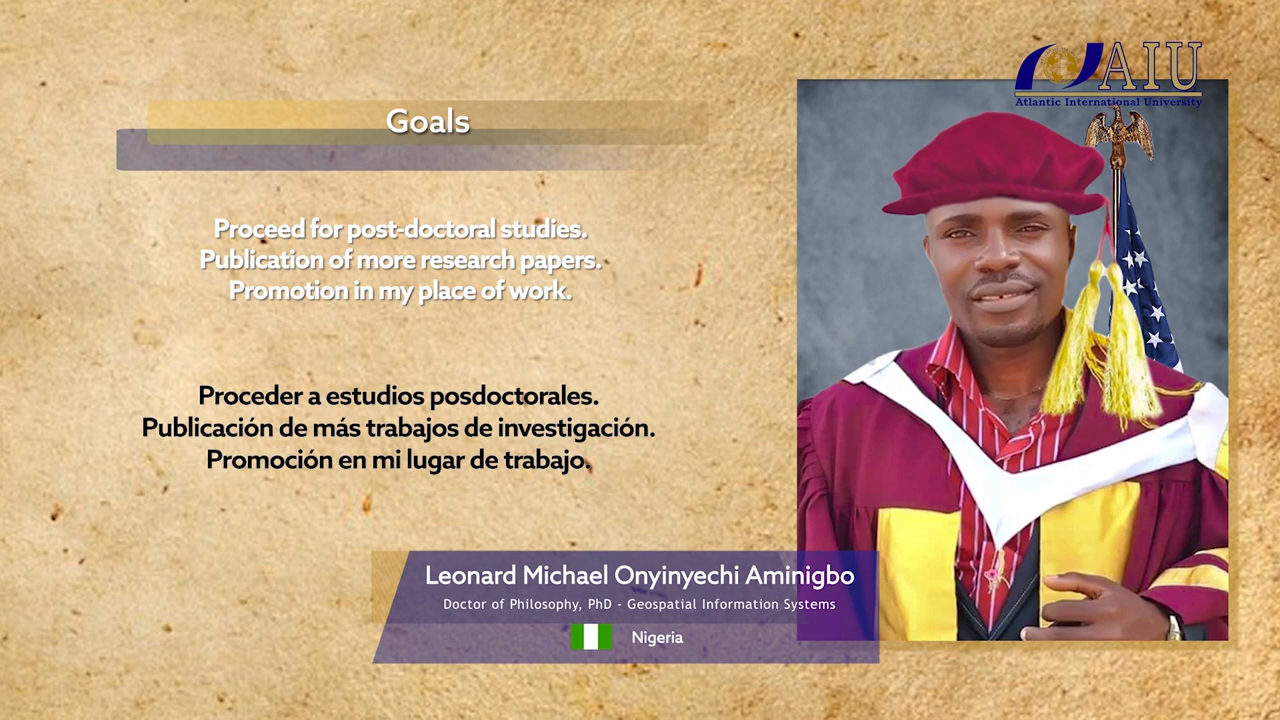 AIU
Atlantic International University
Goals
Proceed for post-doctoral studies.
Publication of more research papers.
Promotion in my place of work.
Proceder a estudios posdoctorales.
Publicación de más trabajos de investigación.
Promoción en mi lugar de trabajo.
Leonard Michael Onyinyechi Aminigbo
Doctor of Philosophy, PhD - Geospatial Information Systems
Nigeria